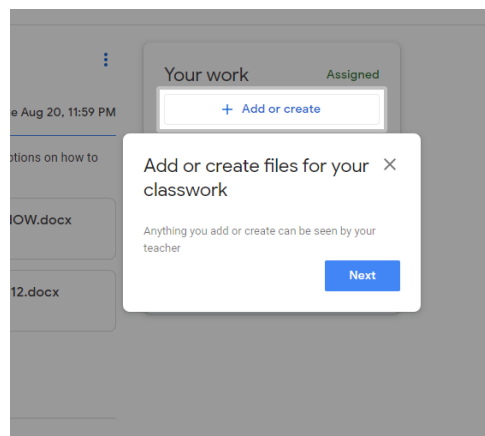 Your work Assigned
+ Add or create
e Aug 20, 11:59 PM
ptions on how to
Add or create files for your
classwork
Anything you add or create can be seen by your
teacher
Next
OW.docx
12.docx